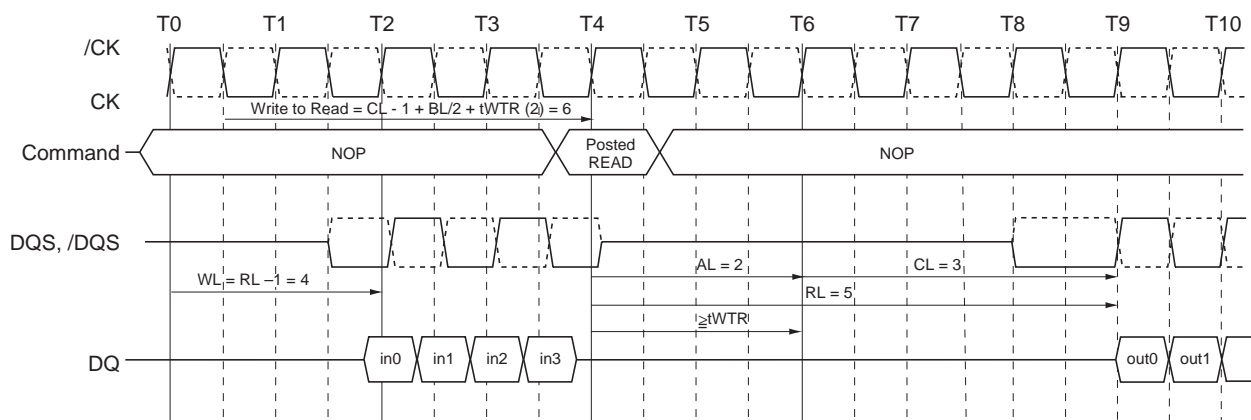 T0 T1 T2 T3 T4 T5 T6 T7 T8 T9 T10
/CK
CK
Write to Read = CL - 1 + BL/2 + tWTR (2) = 6
Command
NOP
Posted
READ
NOP
DQS, /DQS
AL = 2
CL = 3
WL = RL –1 = 4
RL = 5
≧tWTR
DQ
in0 in1 in2 in3
out0 out1